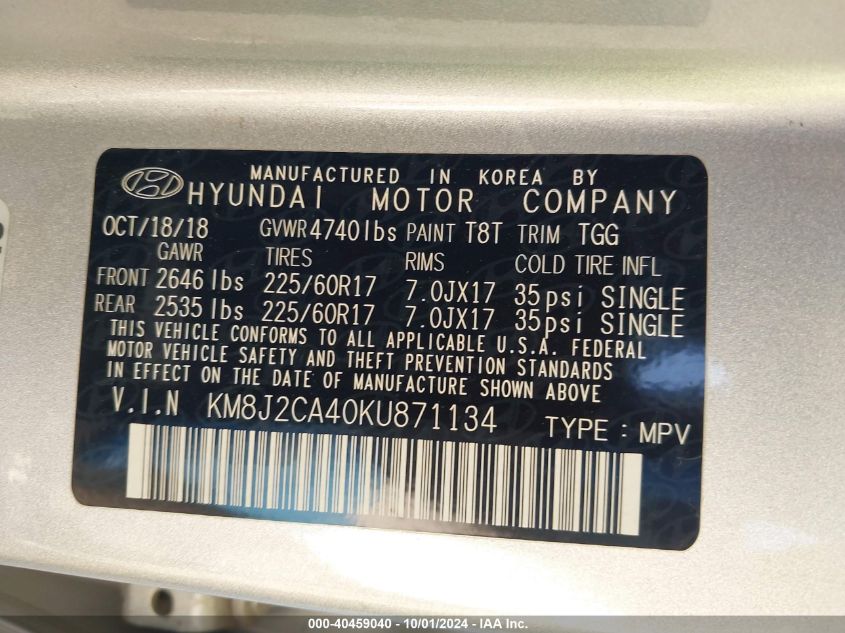 MANUFACTURED IN KOREA BY
HYUNDAI MOTOR COMPANY
OCT/18/18 GVWR 4740lbs PAINT T8T TRIM TGG
GAWR TIRES RIMS COLD TIRE INFL
FRONT 2646 lbs 225/60R17 7.0JX17 35psi SINGLE
REAR 2535 lbs 225/60R17 7.0JX17 35psi SINGLE
THIS VEHICLE CONFORMS TO ALL APPLICABLE U.S.A. FEDERAL
MOTOR VEHICLE SAFETY AND THEFT PREVENTION STANDARDS
IN EFFECT ON THE DATE OF MANUFACTURE SHOWN ABOVE
V.I.N KM8J2CA40KU871134 TYPE : MPV
000-40459040 - 10/01/2024 - IAA Inc.